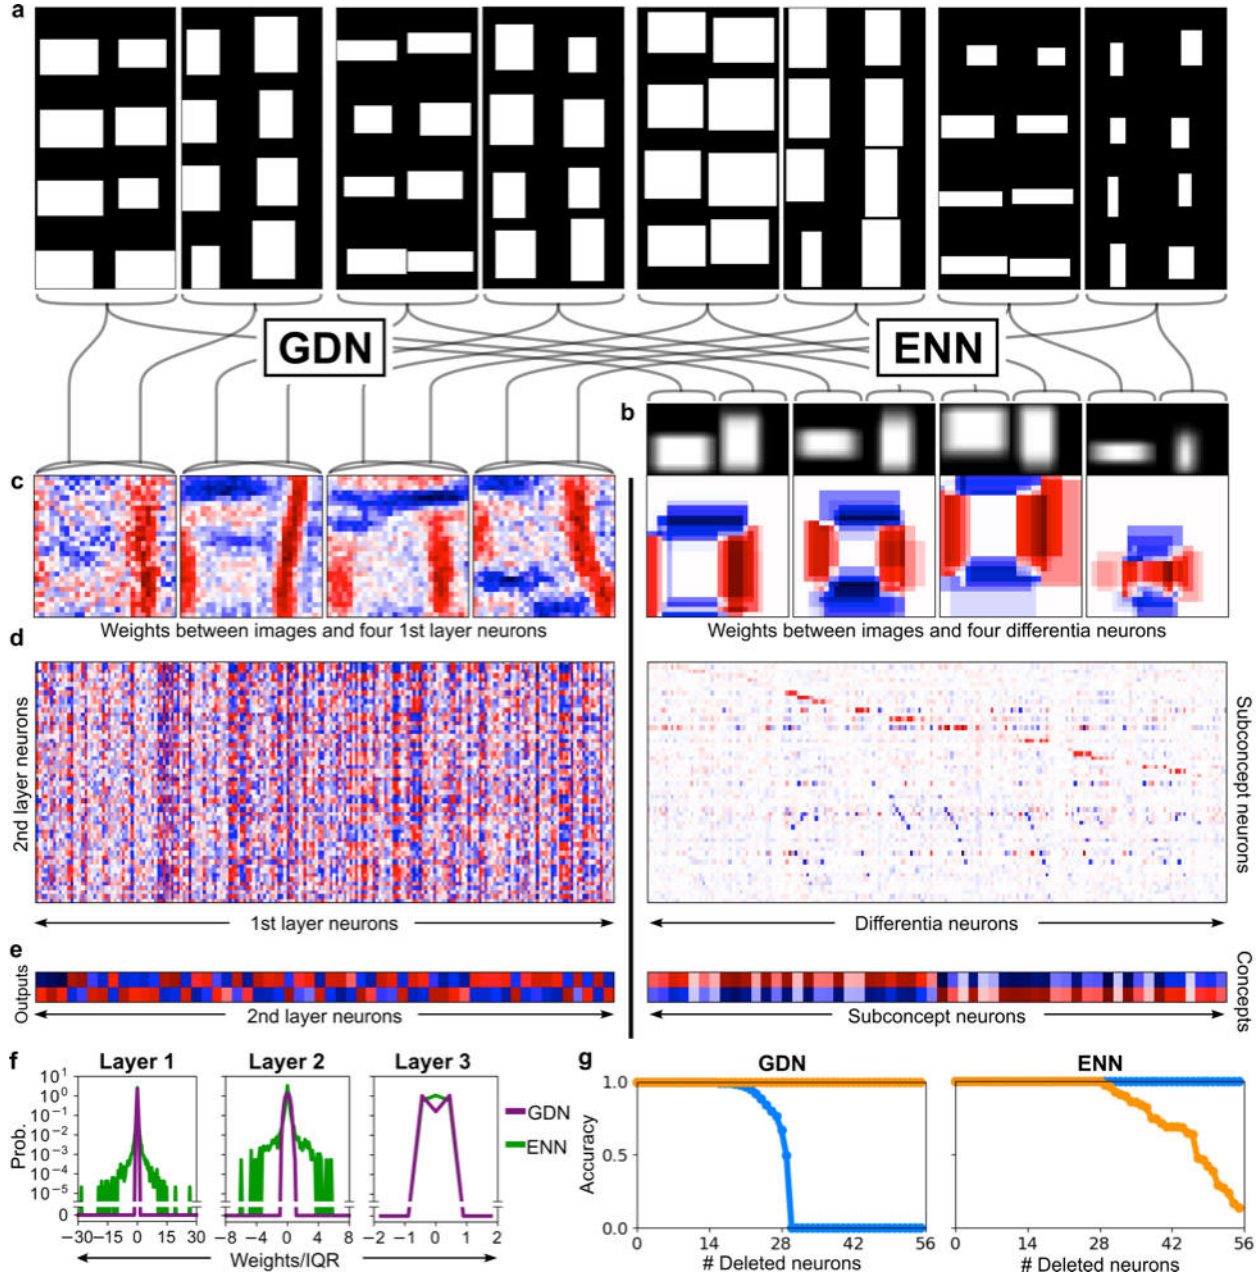 a
GDN
ENN
b
c
Weights between images and four 1st layer neurons
Weights between images and four differentia neurons
d
2nd layer neurons
Subconcept neurons
1st layer neurons
Differentia neurons
e
Outputs
Concepts
2nd layer neurons
Subconcept neurons
f
Layer 1
Layer 2
Layer 3
Prob.
10^1
10^0
10^-1
10^-2
10^-3
10^-4
10^-5
0
−30 −15 0 15 30
−8 −4 0 4 8
−2 −1 0 1 2
Weights/IQR
GDN
ENN
g
GDN
ENN
Accuracy
1.0
0.5
0.0
0 14 28 42 56
0 14 28 42 56
# Deleted neurons
# Deleted neurons